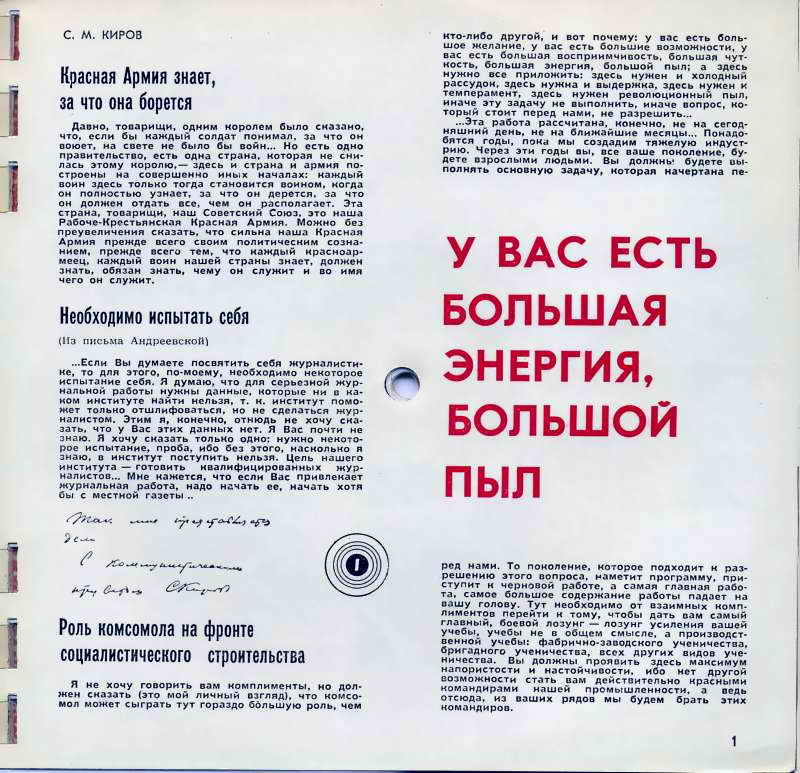 С. М. КИРОВ
Красная Армия знает,
за что она борется
Давно, товарищи, одним королем было сказано,
что, если бы каждый солдат понимал, за что он
воюет, на свете не было бы войн... Но есть одно
правительство, есть одна страна, которая не сни-
лась этому королю,— здесь и страна и армия по-
строены на совершенно иных началах: каждый
воин здесь только тогда становится воином, когда
он полностью узнает, за что он дерется, за что
он должен отдать все, чем он располагает. Эта
страна, товарищи, наш Советский Союз, это наша
Рабоче-Крестьянская Красная Армия. Можно без
преувеличения сказать, что сильна наша Красная
Армия прежде всего своим политическим созна-
нием, прежде всего тем, что каждый красноар-
меец, каждый воин нашей страны знает, должен
знать, обязан знать, чему он служит и во имя
чего он служит.
Необходимо испытать себя
(Из письма Андреевской)
...Если Вы думаете посвятить себя журналисти-
ке, то для этого, по-моему, необходимо некоторое
испытание себя. Я думаю, что для серьезной жур-
нальной работы нужны данные, которые ни в ка-
ком институте найти нельзя, т. к. институт помо-
жет только отшлифоваться, но не сделаться жур-
налистом. Этим я, конечно, отнюдь не хочу ска-
зать, что у Вас этих данных нет. Я Вас почти не
знаю. Я хочу сказать только одно: нужно некото-
рое испытание, проба, ибо без этого, насколько я
знаю, в институт поступить нельзя. Цель нашего
института — готовить квалифицированных жур-
налистов... Мне кажется, что если Вас привлекает
журнальная работа, надо начать ее, начать хотя
бы с местной газеты ..
Так мне представляется
дело
С коммунистическим
приветом С Киров
1
Роль комсомола на фронте
социалистического строительства
Я не хочу говорить вам комплименты, но дол-
жен сказать (это мой личный взгляд), что комсо-
мол может сыграть тут гораздо бо́льшую роль, чем
кто-либо другой, и вот почему: у вас есть боль-
шое желание, у вас есть большие возможности, у
вас есть большая восприимчивость, большая чут-
кость, большая энергия, большой пыл; а здесь
нужно все приложить: здесь нужен и холодный
рассудок, здесь нужна и выдержка, здесь нужен и
темперамент, здесь нужен революционный пыл,
иначе эту задачу не выполнить, иначе вопрос, ко-
торый стоит перед нами, не разрешить...
...Эта работа рассчитана, конечно, не на сегод-
няшний день, не на ближайшие месяцы... Понадо-
бятся годы, пока мы создадим тяжелую индуст-
рию. Через эти годы вы, все ваше поколение, бу-
дете взрослыми людьми. Вы должны будете вы-
полнять основную задачу, которая начертана пе-
У ВАС ЕСТЬ
БОЛЬШАЯ
ЭНЕРГИЯ,
БОЛЬШОЙ
ПЫЛ
ред нами. То поколение, которое подходит к раз-
решению этого вопроса, наметит программу, при-
ступит к черновой работе, а самая главная рабо-
та, самое большое содержание работы падает на
вашу голову. Тут необходимо от взаимных комп-
лиментов перейти к тому, чтобы дать вам самый
главный, боевой лозунг — лозунг усиления вашей
учебы, учебы не в общем смысле, а производст-
венной учебы: фабрично-заводского ученичества,
бригадного ученичества, всех других видов уче-
ничества. Вы должны проявить здесь максимум
напористости и настойчивости, ибо нет другой
возможности стать вам действительно красными
командирами нашей промышленности, а ведь
отсюда, из ваших рядов мы будем брать этих
командиров.
1